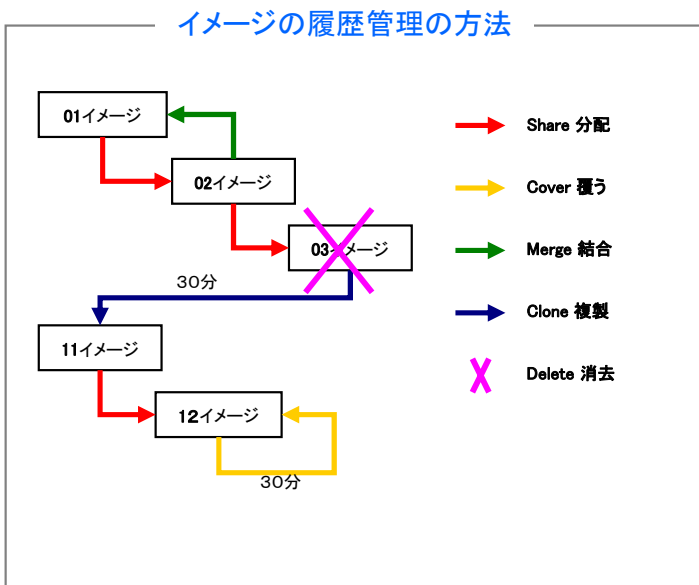 イメージの履歴管理の方法
01イメージ
02イメージ
03イメージ
30分
11イメージ
12イメージ
30分
Share 分配
Cover 覆う
Merge 結合
Clone 複製
Delete 消去